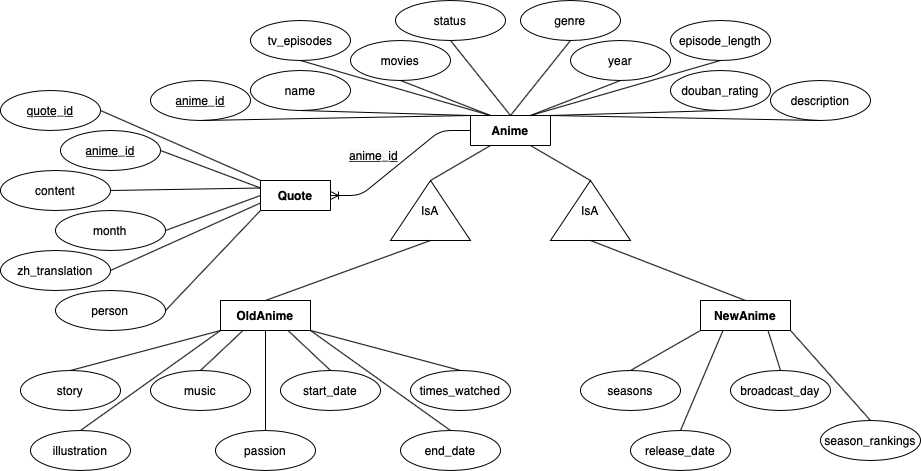 status
genre
tv_episodes
episode_length
movies
year
name
douban_rating
anime_id
description
quote_id
Anime
anime_id
anime_id
content
Quote
IsA
IsA
month
zh_translation
person
OldAnime
NewAnime
story
music
start_date
times_watched
seasons
broadcast_day
illustration
passion
end_date
release_date
season_rankings